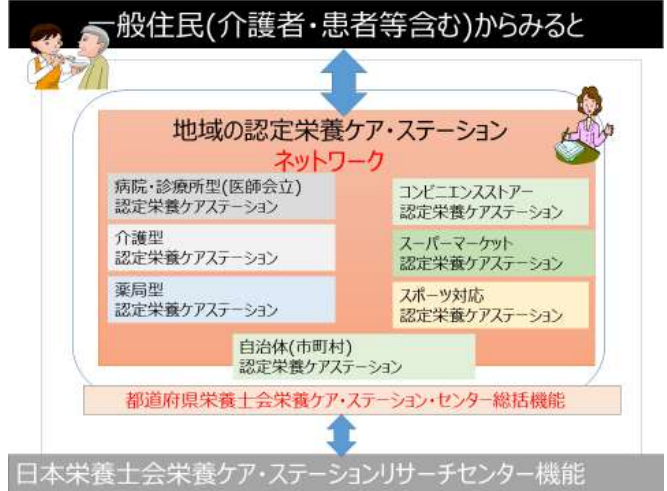 一般住民(介護者・患者等含む)からみると
地域の認定栄養ケア・ステーション
ネットワーク
病院・診療所型(医師会立)
認定栄養ケアステーション
介護型
認定栄養ケアステーション
薬局型
認定栄養ケアステーション
コンビニエンスストアー
認定栄養ケアステーション
スーパーマーケット
認定栄養ケアステーション
スポーツ対応
認定栄養ケアステーション
自治体(市町村)
認定栄養ケアステーション
都道府県栄養士会栄養ケア・ステーション・センター総括機能
日本栄養士会栄養ケア・ステーションリサーチセンター機能